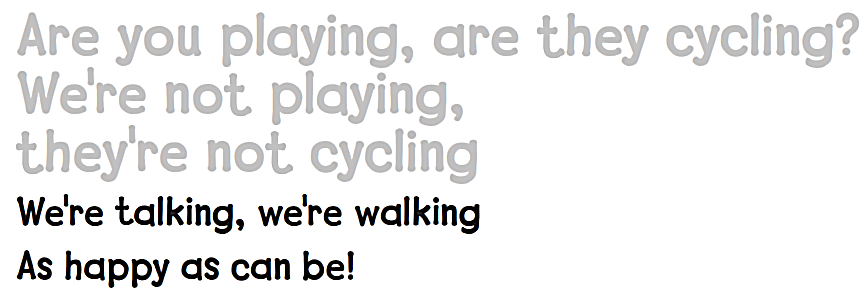 Are you playing, are they cycling?
We're not playing,
they're not cycling
We're talking, we're walking
As happy as can be!